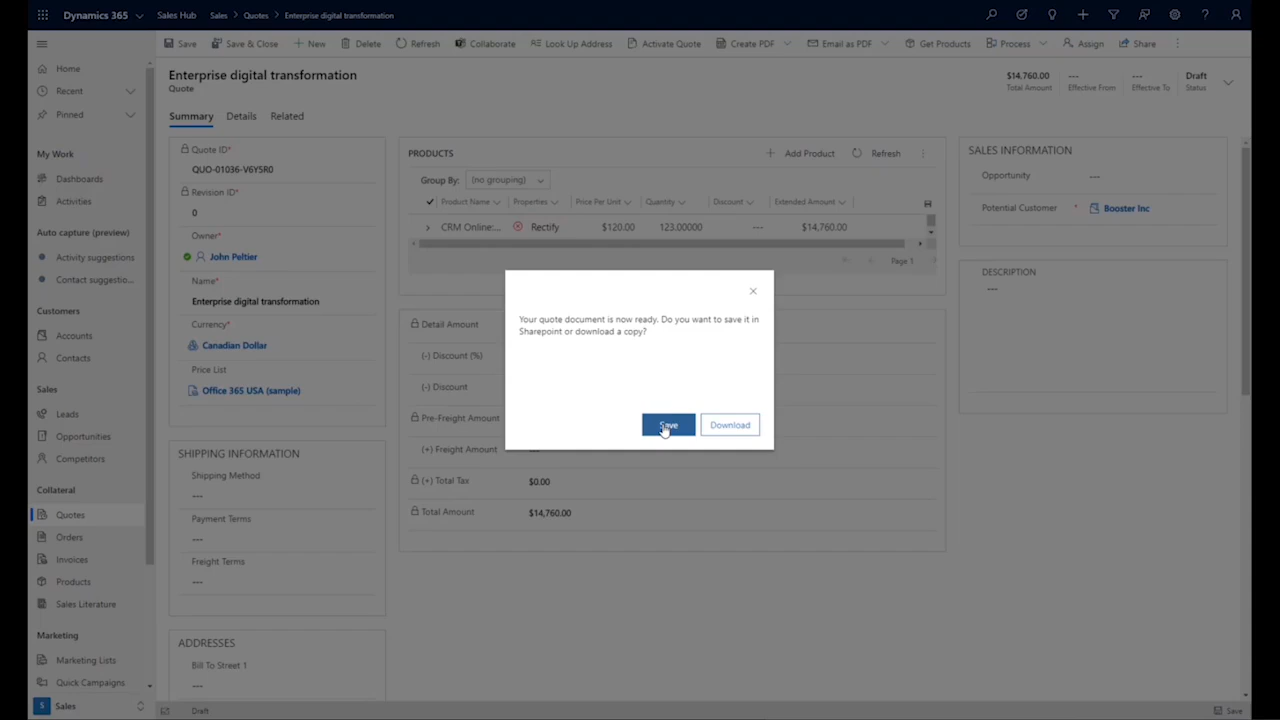 Dynamics 365 Sales Hub Sales > Quotes > Enterprise digital transformation
Save Save & Close New Delete Refresh Collaborate Look Up Address Activate Quote Create PDF Email as PDF Get Products Process Assign Share
Home
Recent
Pinned
My Work
Dashboards
Activities
Auto capture (preview)
Activity suggestions
Contact suggestio...
Customers
Accounts
Contacts
Sales
Leads
Opportunities
Competitors
Collateral
Quotes
Orders
Invoices
Products
Sales Literature
Marketing
Marketing Lists
Quick Campaigns
S Sales
Enterprise digital transformation
Quote
$14,760.00
Total Amount
---
Effective From
---
Effective To
Draft
Status
Summary Details Related
Quote ID*
QUO-01036-V6Y5R0
Revision ID*
0
Owner*
John Peltier
Name*
Enterprise digital transformation
Currency*
Canadian Dollar
Price List
Office 365 USA (sample)
SHIPPING INFORMATION
Shipping Method
---
Payment Terms
---
Freight Terms
---
ADDRESSES
Bill To Street 1
---
PRODUCTS + Add Product Refresh
Group By: (no grouping)
Product Name Properties Price Per Unit Quantity Discount Extended Amount
CRM Online:... Rectify $120.00 123.00000 --- $14,760.00
Page 1
Your quote document is now ready. Do you want to save it in
Sharepoint or download a copy?
Save Download
Detail Amount
(-) Discount (%)
(-) Discount
Pre-Freight Amount
(+) Freight Amount ---
(+) Total Tax $0.00
Total Amount $14,760.00
SALES INFORMATION
Opportunity ---
Potential Customer * Booster Inc
DESCRIPTION
---
Draft
Save